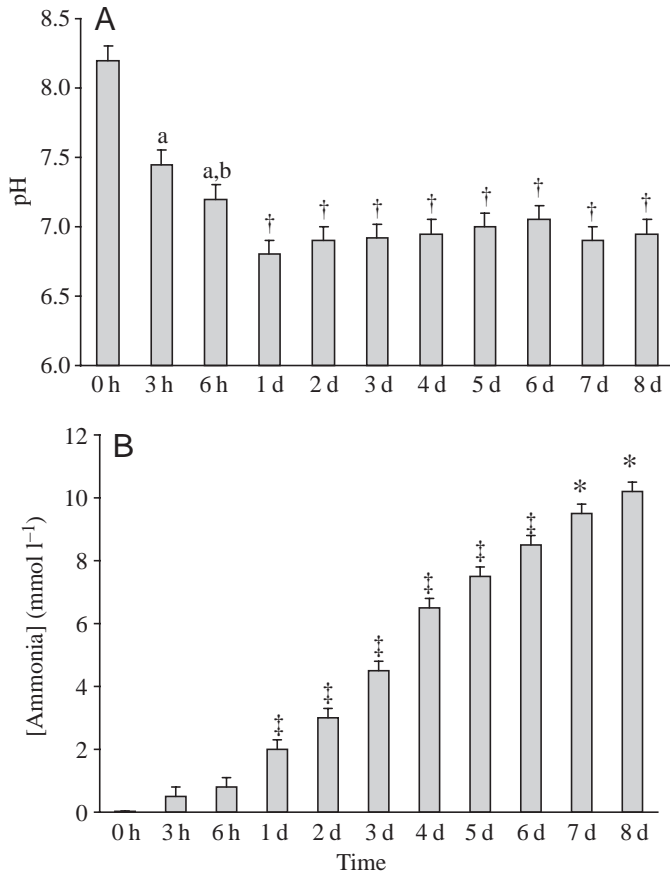 A
8.5
8.0
7.5
7.0
6.5
6.0
pH
a
a,b
† † † † † † † †
0 h 3 h 6 h 1 d 2 d 3 d 4 d 5 d 6 d 7 d 8 d
B
12
10
8
6
4
2
0
[Ammonia] (mmol l⁻¹)
‡ ‡ ‡ ‡ ‡ ‡ * *
‡ ‡ ‡ ‡ ‡ ‡
0 h 3 h 6 h 1 d 2 d 3 d 4 d 5 d 6 d 7 d 8 d
Time